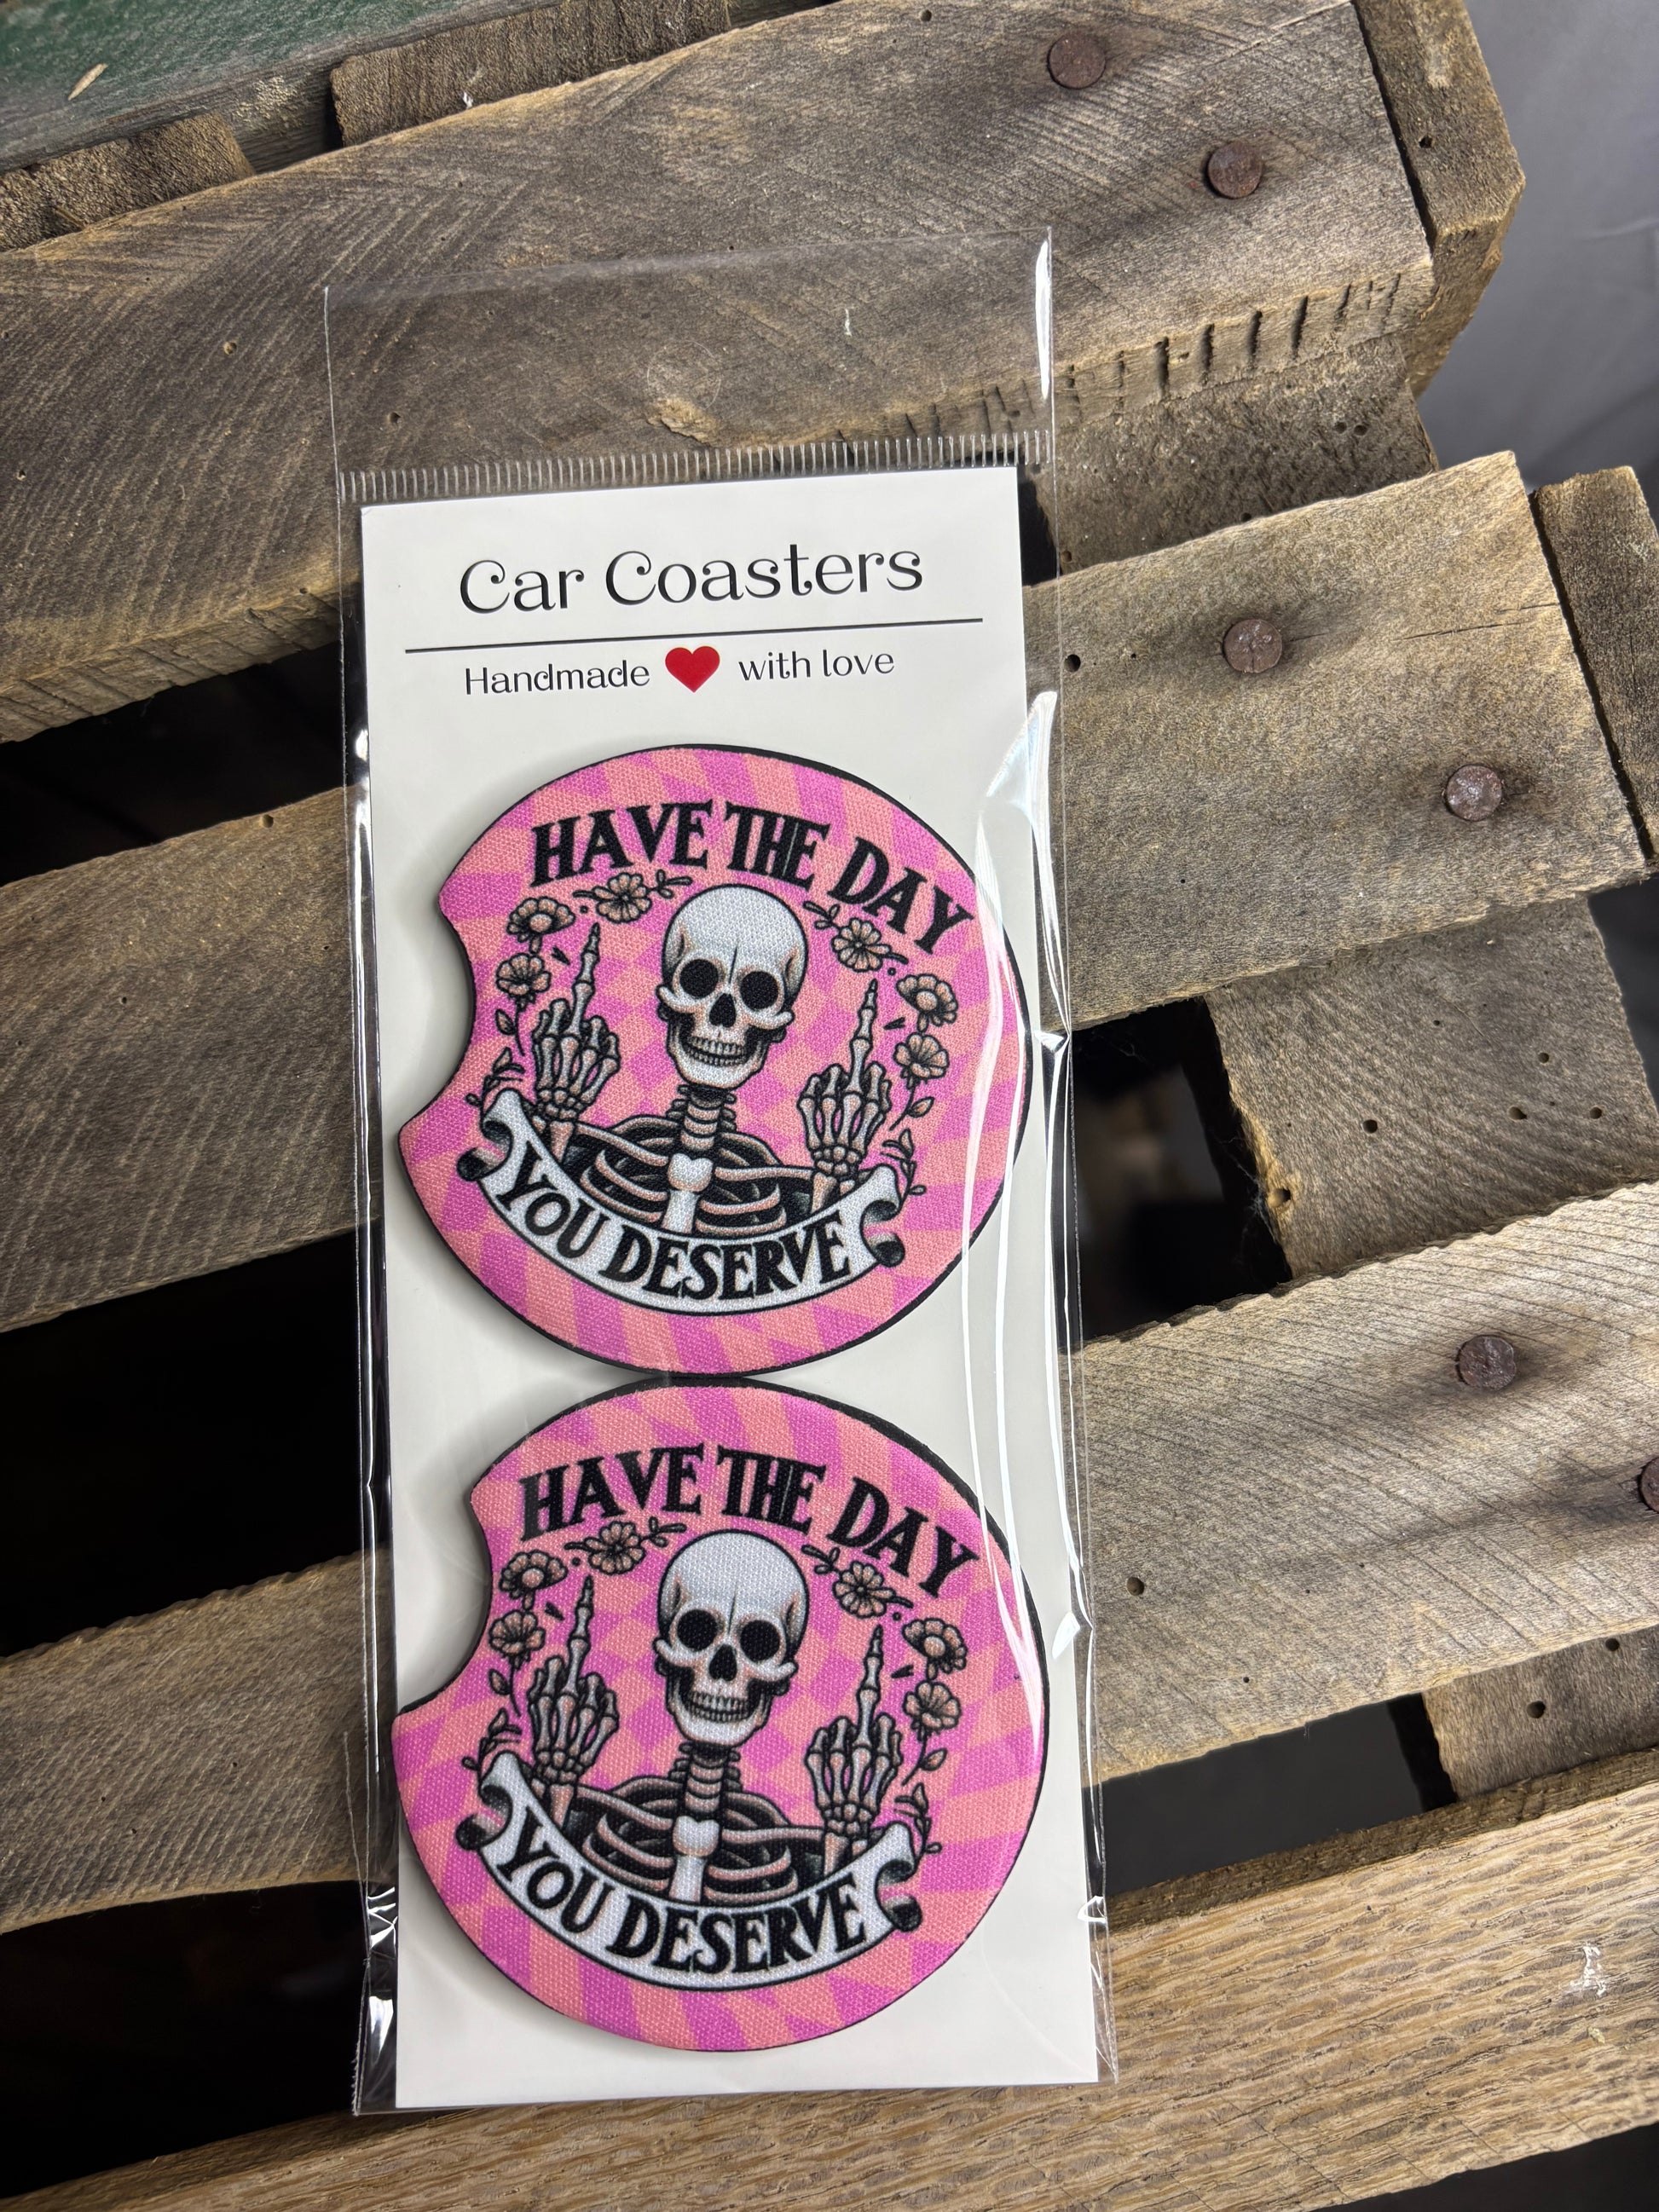 Car Coasters
Handmade ❤ with love
HAVE THE DAY
YOU DESERVE
HAVE THE DAY
YOU DESERVE